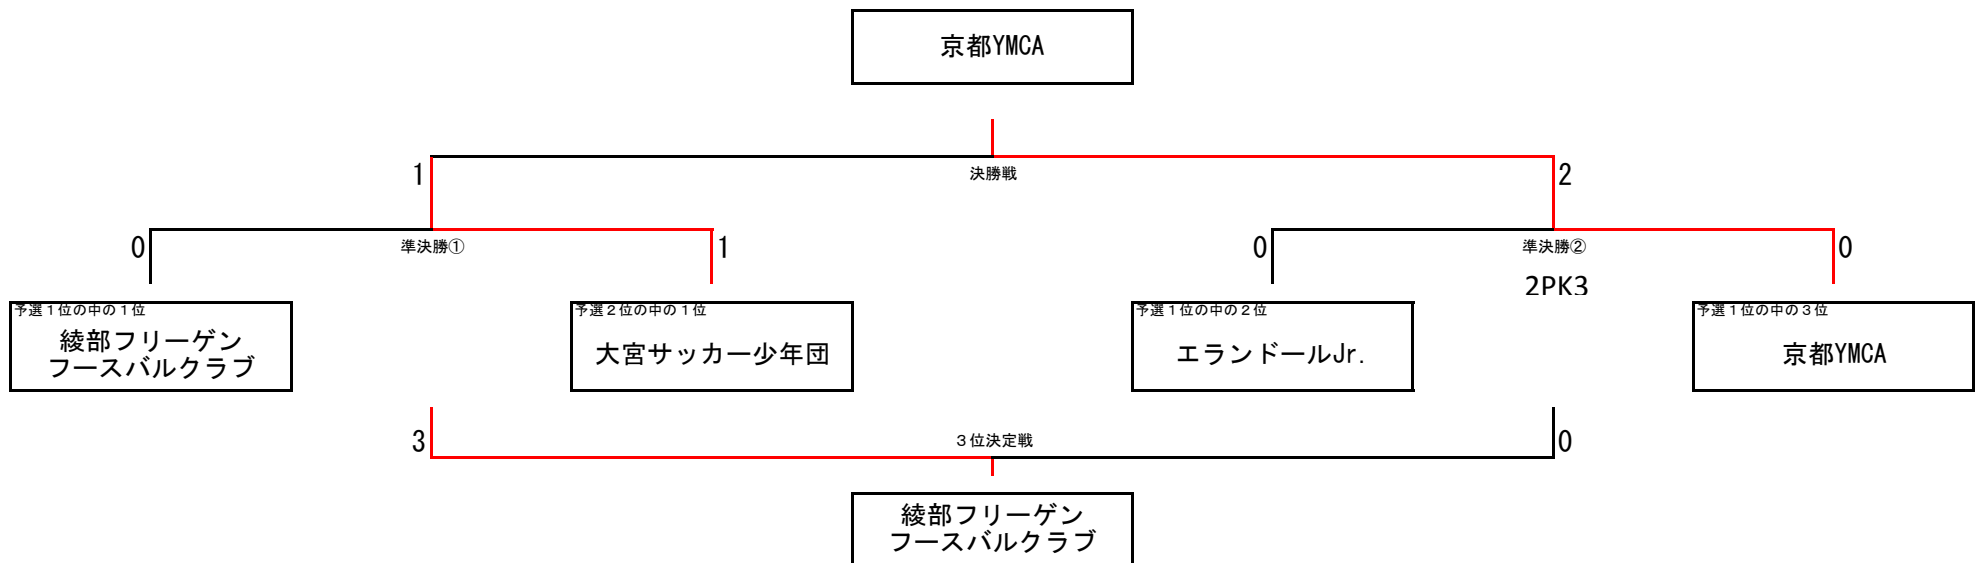 京都YMCA
1
2
決勝戦
0
準決勝①
1
0
準決勝②
0
2PK3
予選１位の中の１位
綾部フリーゲン
フースバルクラブ
予選２位の中の１位
大宮サッカー少年団
予選１位の中の２位
エランドールJr.
予選１位の中の３位
京都YMCA
3
３位決定戦
0
綾部フリーゲン
フースバルクラブ